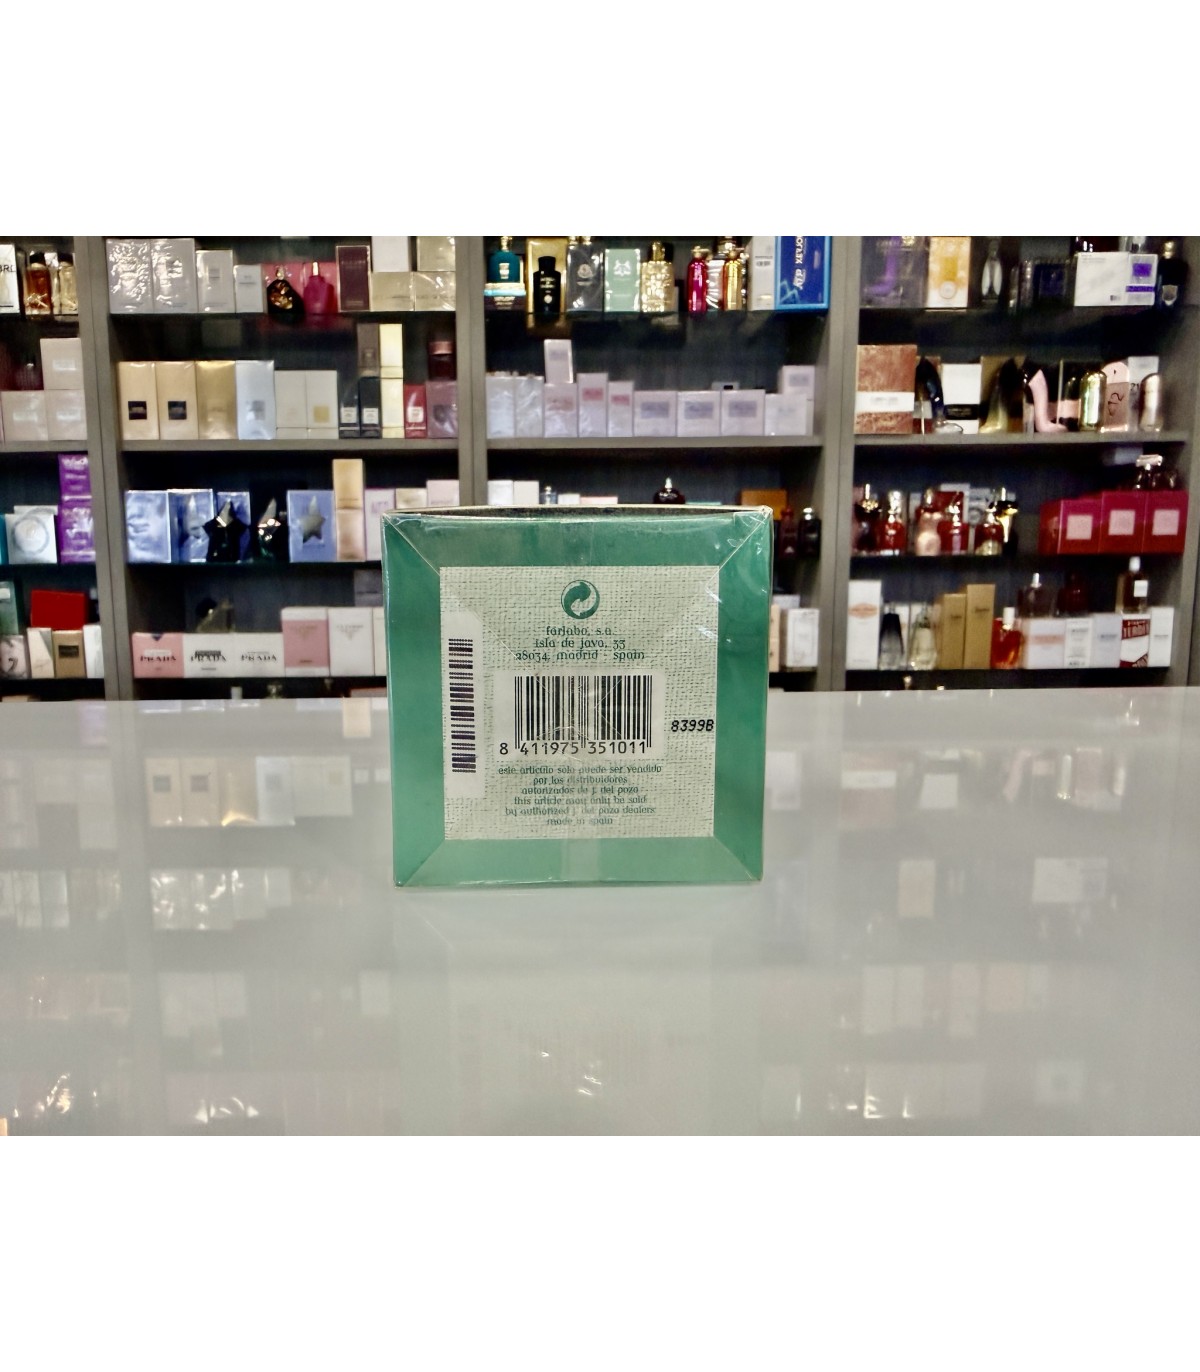 PRADA
PRADA
PRADA
farlabo, s.a.
isla de java, 33
28034, madrid - spain
8 411975 351011
8399B
este articulo solo puede ser vendido
por los distribuidores
autorizados de j. del pozo
this article may only be sold
by authorized j. del pozo dealers
made in spain